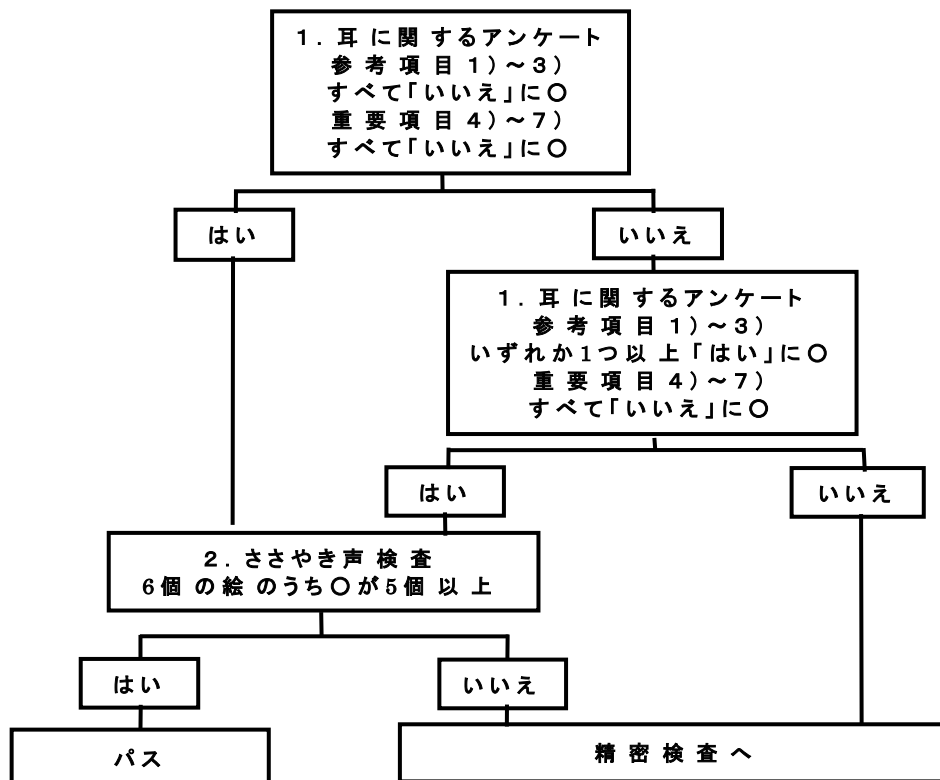 1. 耳に関するアンケート
参考項目1)~3)
すべて「いいえ」に○
重要項目4)~7)
すべて「いいえ」に○
はい
いいえ
1. 耳に関するアンケート
参考項目1)~3)
いずれか1つ以上「はい」に○
重要項目4)~7)
すべて「いいえ」に○
はい
いいえ
2. ささやき声検査
6個の絵のうち○が5個以上
はい
いいえ
パス
精密検査へ